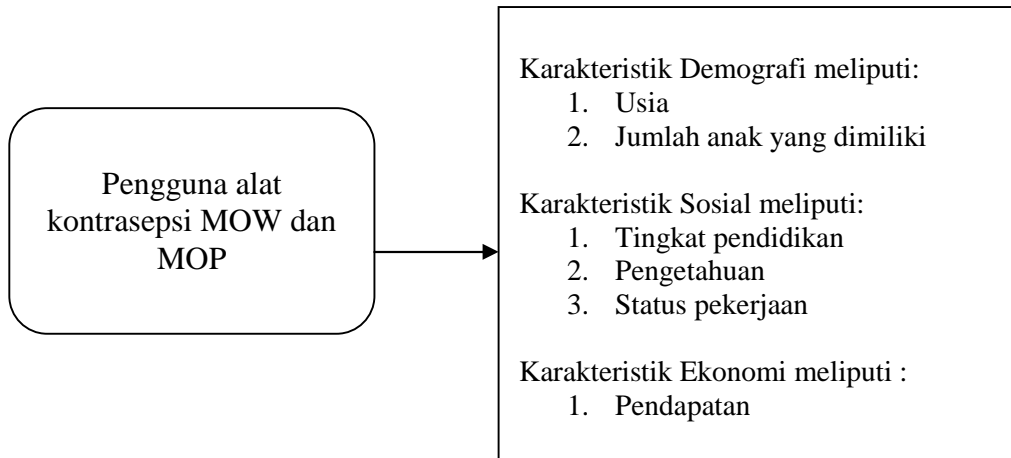 Pengguna alat
kontrasepsi MOW dan
MOP
Karakteristik Demografi meliputi:
1. Usia
2. Jumlah anak yang dimiliki
Karakteristik Sosial meliputi:
1. Tingkat pendidikan
2. Pengetahuan
3. Status pekerjaan
Karakteristik Ekonomi meliputi :
1. Pendapatan